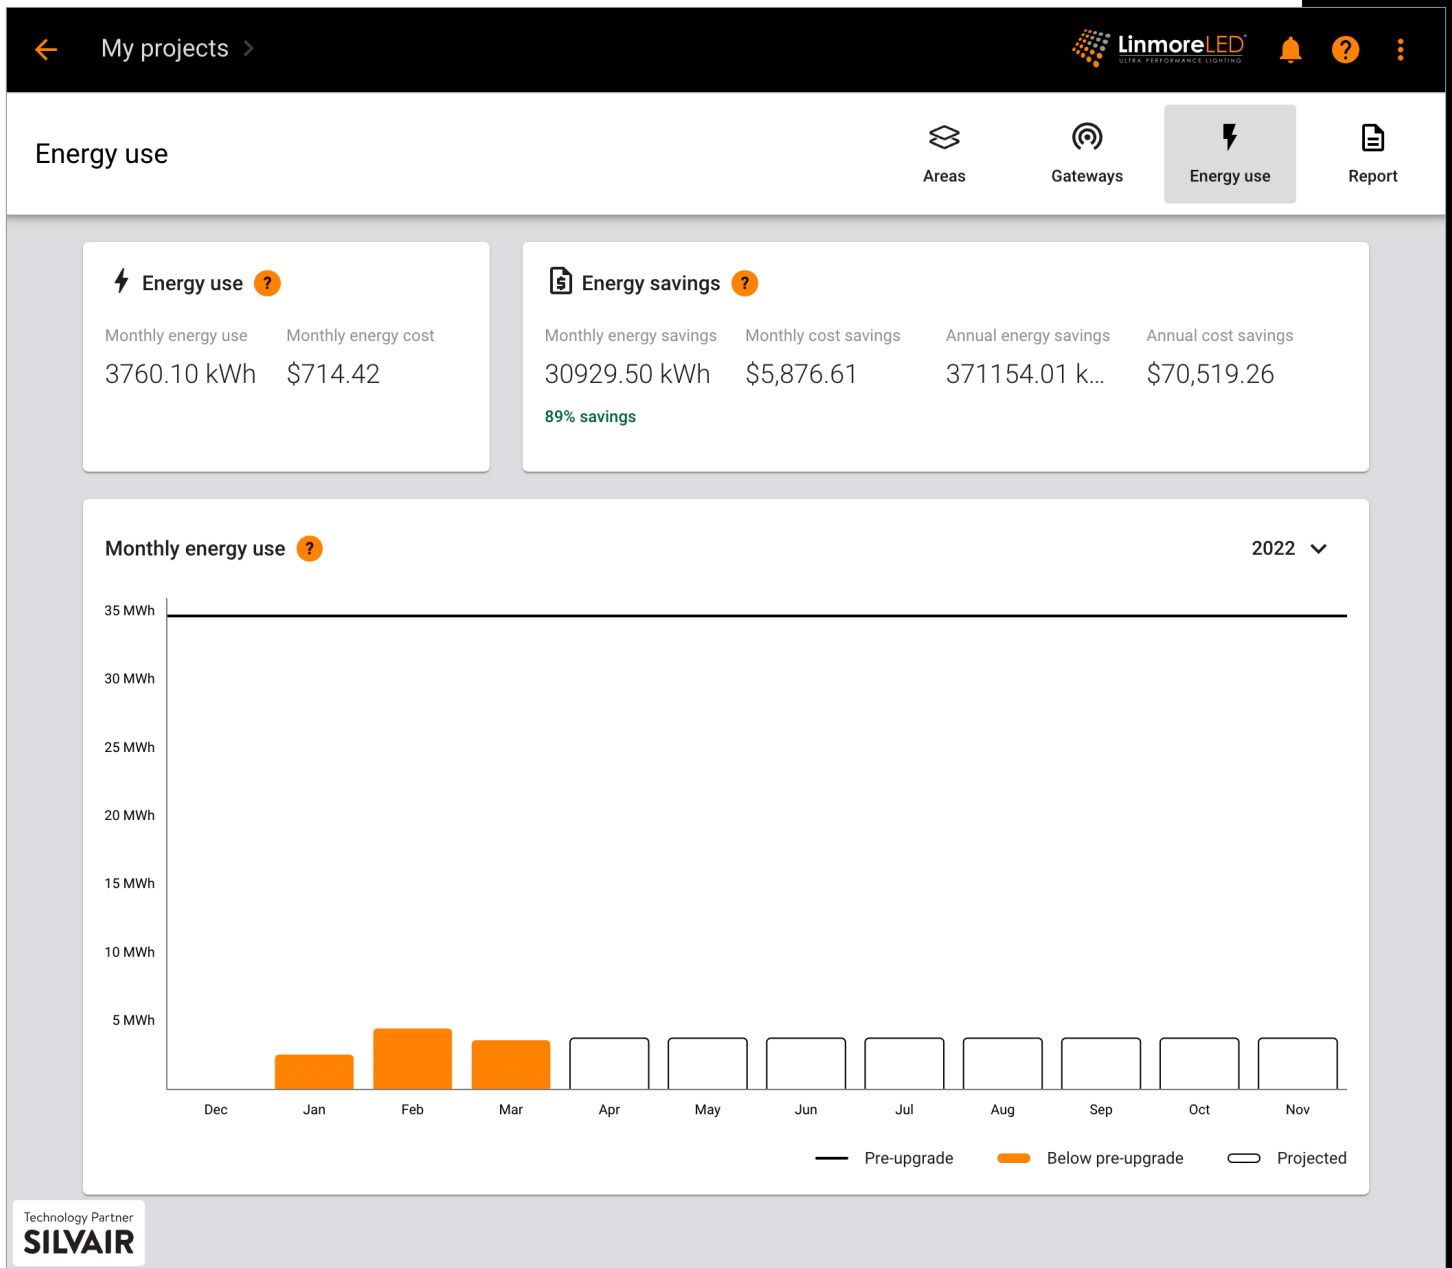 My projects
LinmoreLED
ULTRA PERFORMANCE LIGHTING
?
Energy use
Areas
Gateways
Energy use
Report
Energy use ?
Monthly energy use
Monthly energy cost
3760.10 kWh
$714.42
$ Energy savings ?
Monthly energy savings
Monthly cost savings
Annual energy savings
Annual cost savings
30929.50 kWh
$5,876.61
371154.01 k...
$70,519.26
89% savings
Monthly energy use ?
2022
35 MWh
30 MWh
25 MWh
20 MWh
15 MWh
10 MWh
5 MWh
Dec
Jan
Feb
Mar
Apr
May
Jun
Jul
Aug
Sep
Oct
Nov
Pre-upgrade
Below pre-upgrade
Projected
Technology Partner
SILVAIR